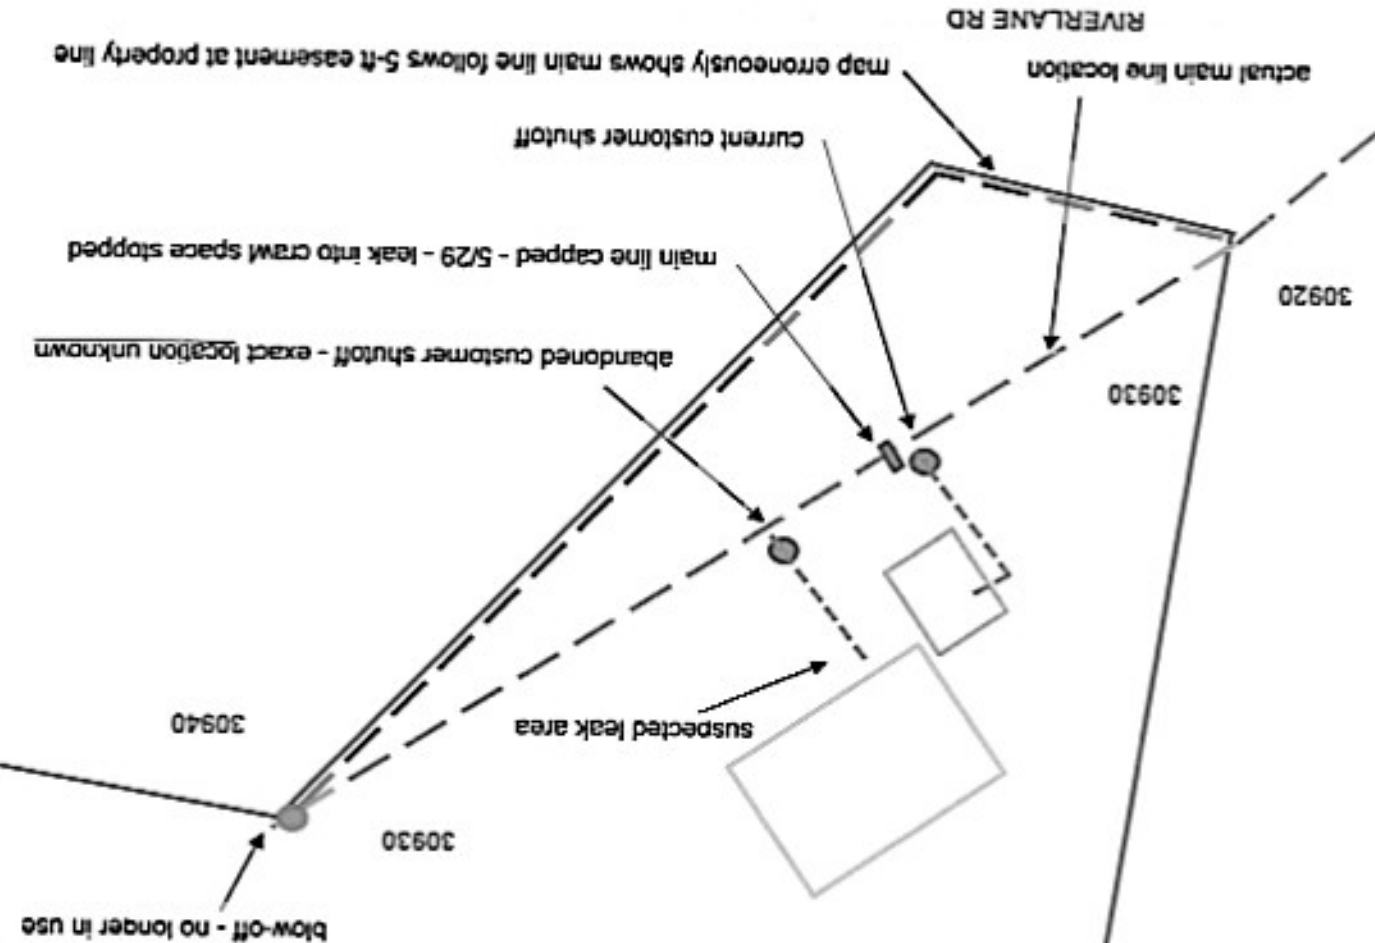 blow-off - no longer in use
30930
30940
suspected leak area
abandoned customer shutoff - exact location unknown
30930
main line capped - 5/29 - leak into crawl space stopped
30920
current customer shutoff
actual main line location
map erroneously shows main line follows 5-ft easement at property line
RIVERLANE RD